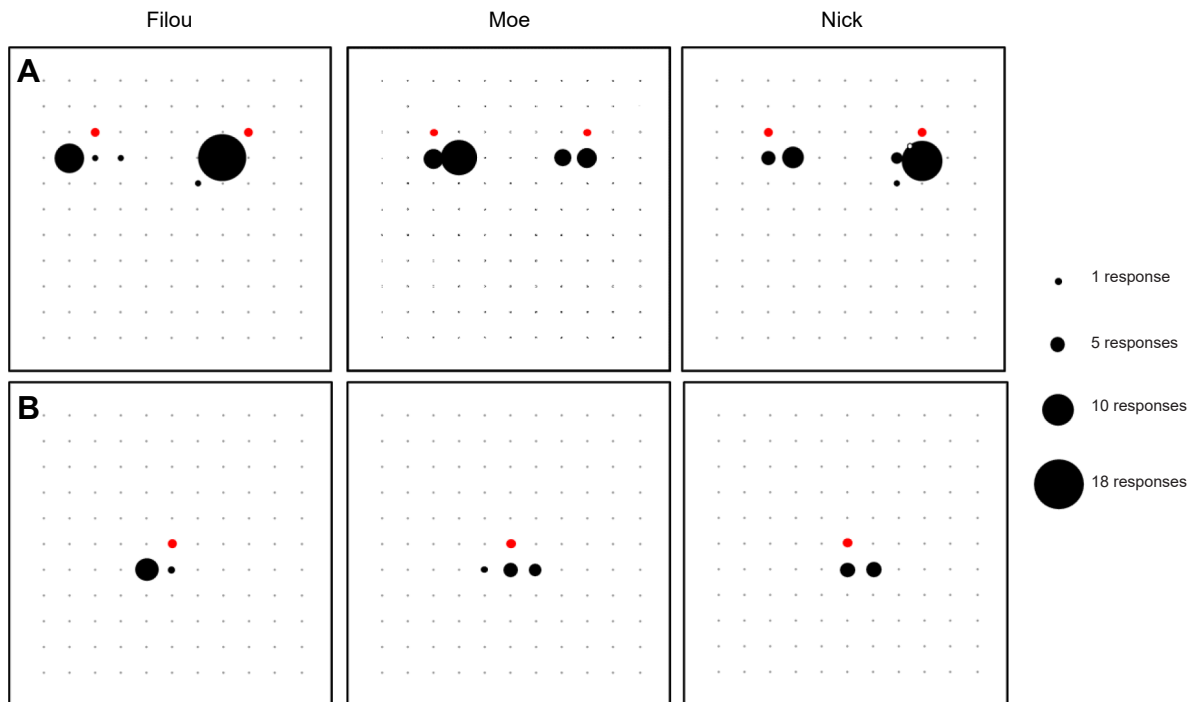 Filou
Moe
Nick
A
1 response
5 responses
B
10 responses
18 responses